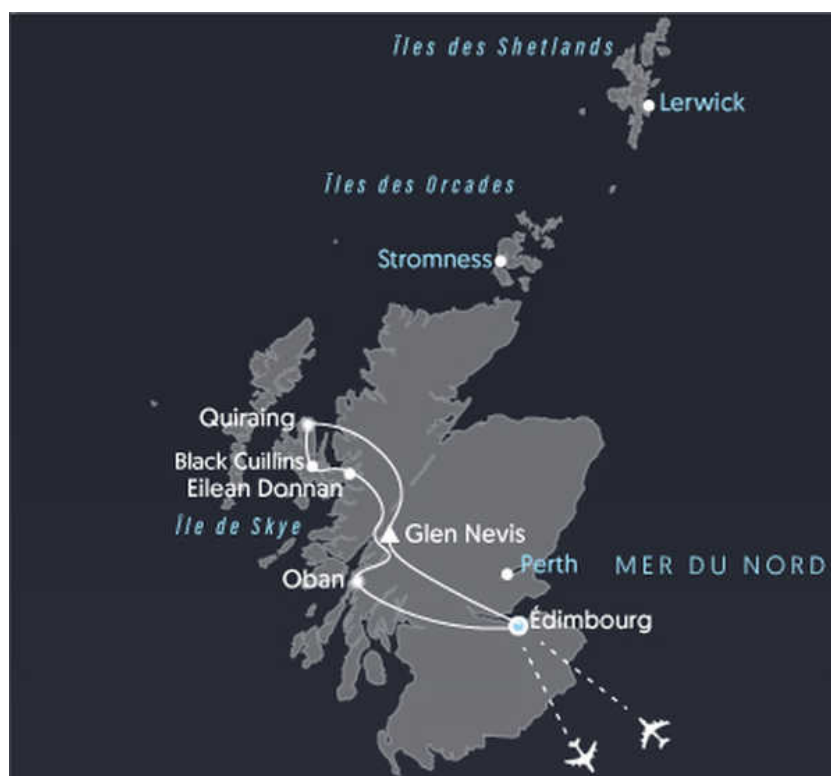 Îles des Shetlands
Lerwick
Îles des Orcades
Stromness
Quiraing
Black Cuillins
Eilean Donnan
Île de Skye
Glen Nevis
Perth
MER DU NORD
Oban
Édimbourg